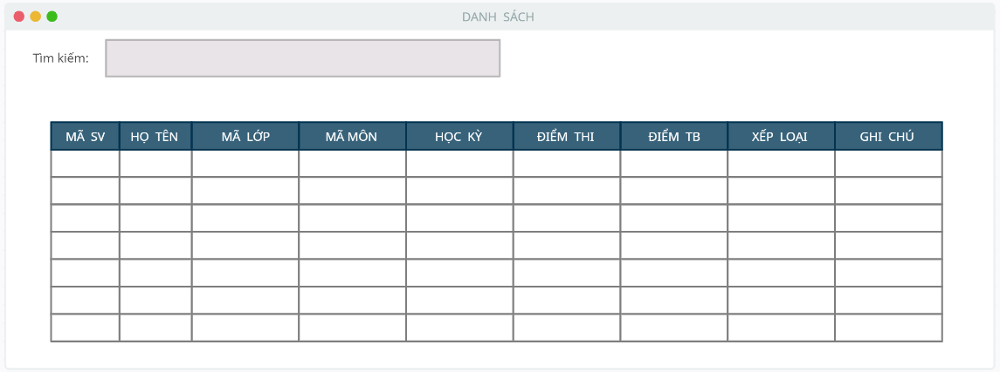 DANH SÁCH
Tìm kiếm:
MÃ SV HỌ TÊN MÃ LỚP MÃ MÔN HỌC KỲ ĐIỂM THI ĐIỂM TB XẾP LOẠI GHI CHÚ